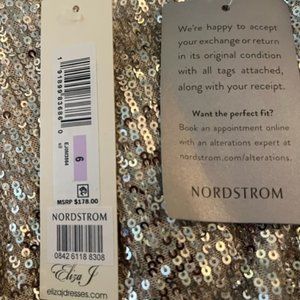 6
MSRP $178.00
NORDSTROM
0842 6118 8308
Eliza J
elizajdresses.com
We're happy to accept
your exchange or return
in its original condition
with all tags attached,
along with your receipt.
Want the perfect fit?
Book an appointment online
with an alterations expert at
nordstrom.com/alterations.
NORDSTROM